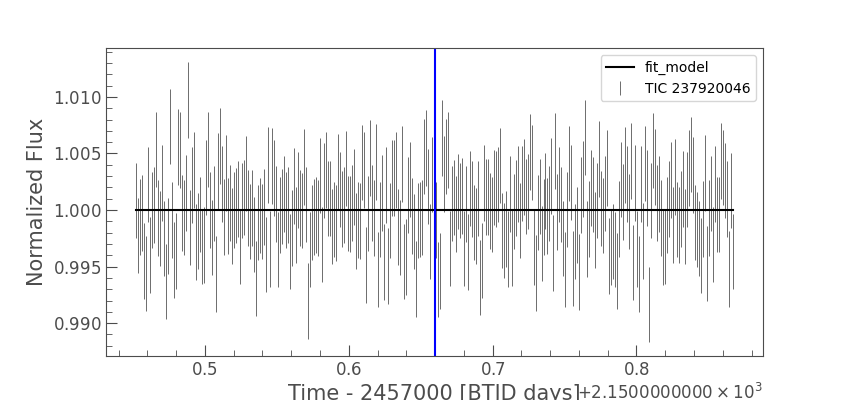 fit_model
TIC 237920046
Normalized Flux
1.010
1.005
1.000
0.995
0.990
0.5
0.6
0.7
0.8
Time - 2457000 [BTJD days]
+2.1500000000 × 10³